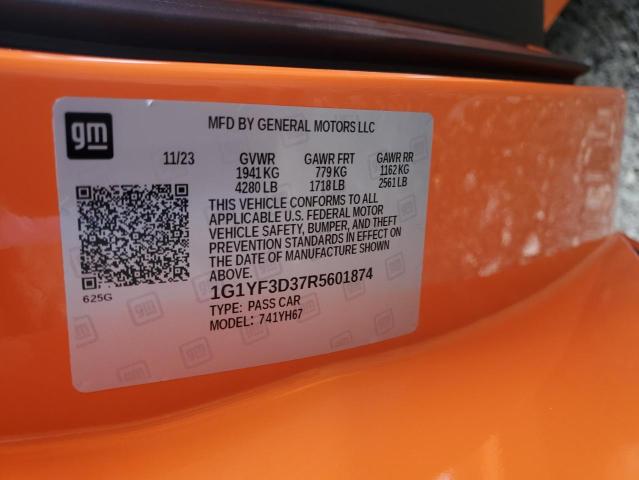 gm
MFD BY GENERAL MOTORS LLC
11/23 GVWR GAWR FRT GAWR RR
1941 KG 779 KG 1162 KG
4280 LB 1718 LB 2561 LB
THIS VEHICLE CONFORMS TO ALL
APPLICABLE U.S. FEDERAL MOTOR
VEHICLE SAFETY, BUMPER, AND THEFT
PREVENTION STANDARDS IN EFFECT ON
THE DATE OF MANUFACTURE SHOWN
ABOVE.
625G
1G1YF3D37R5601874
TYPE: PASS CAR
MODEL: 741YH67